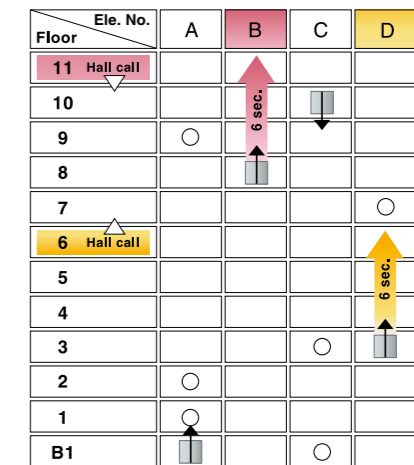 Ele. No.
Floor
A B C D
11 Hall call
10
9
8
7
6 Hall call
5
4
3
2
1
B1
6 sec.
6 sec.